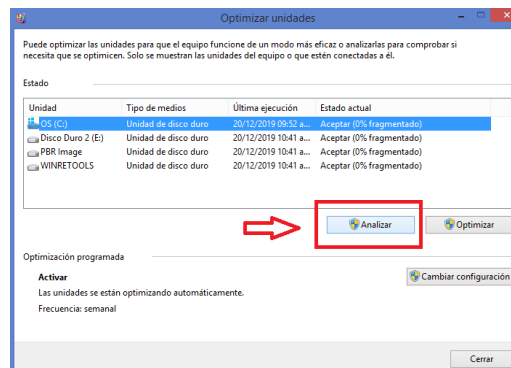 Optimizar unidades
Puede optimizar las unidades para que el equipo funcione de un modo más eficaz o analizarlas para comprobar si
necesita que se optimicen. Solo se muestran las unidades del equipo o que estén conectadas a él.
Estado
Unidad Tipo de medios Última ejecución Estado actual
OS (C:) Unidad de disco duro 20/12/2019 09:52 a... Aceptar (0% fragmentado)
Disco Duro 2 (E:) Unidad de disco duro 20/12/2019 10:41 a... Aceptar (0% fragmentado)
PBR Image Unidad de disco duro 20/12/2019 10:41 a... Aceptar (0% fragmentado)
WINRETOOLS Unidad de disco duro 20/12/2019 10:41 a... Aceptar (0% fragmentado)
Analizar Optimizar
Optimización programada
Activar Cambiar configuración
Las unidades se están optimizando automáticamente.
Frecuencia: semanal
Cerrar